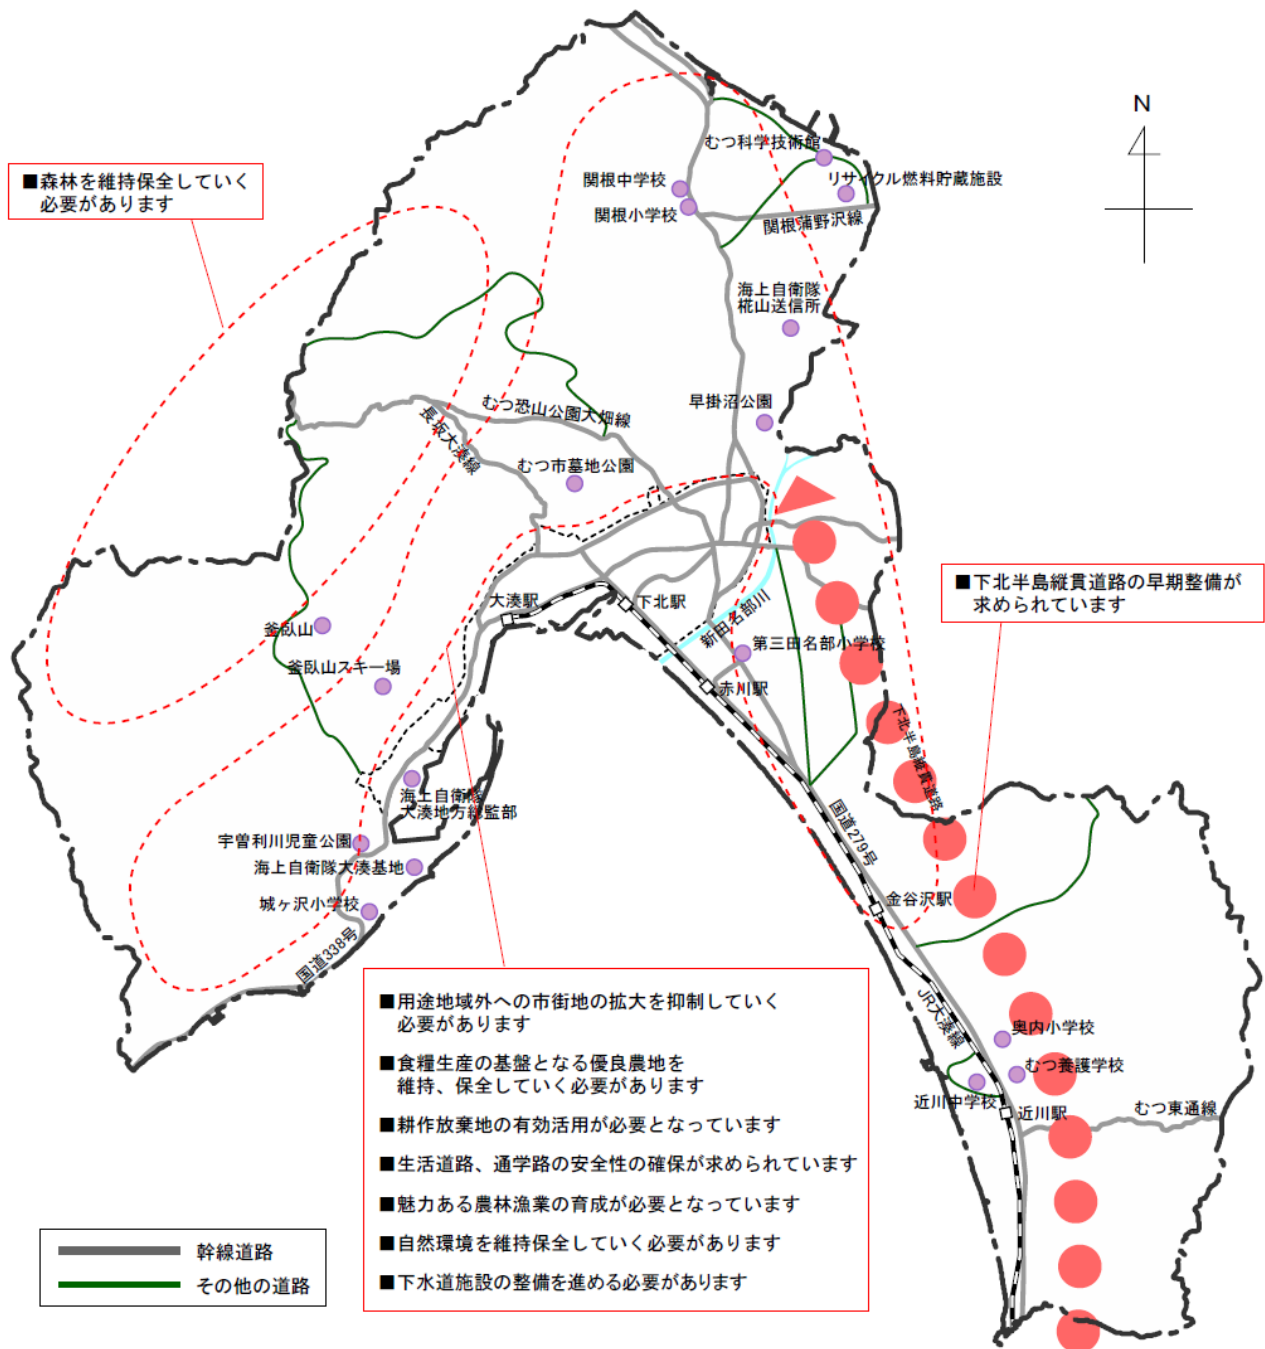 N
■森林を維持保全していく
必要があります
むつ科学技術館
関根中学校
リサイクル燃料貯蔵施設
関根小学校
関根蒲野沢線
海上自衛隊
椛山送信所
早掛沼公園
むつ恐山公園大畑線
長坂大湊線
むつ市墓地公園
■下北半島縦貫道路の早期整備が
求められています
大湊駅
下北駅
新田名部川
釜臥山
第三田名部小学校
釜臥山スキー場
赤川駅
下北半島縦貫道路
海上自衛隊
大湊地方総監部
国道279号
宇曽利川児童公園
海上自衛隊大湊基地
金谷沢駅
城ヶ沢小学校
国道338号
JR大湊線
奥内小学校
むつ養護学校
近川中学校
近川駅
むつ東通線
■用途地域外への市街地の拡大を抑制していく
必要があります
■食糧生産の基盤となる優良農地を
維持、保全していく必要があります
■耕作放棄地の有効活用が必要となっています
■生活道路、通学路の安全性の確保が求められています
■魅力ある農林漁業の育成が必要となっています
■自然環境を維持保全していく必要があります
■下水道施設の整備を進める必要があります
幹線道路
その他の道路